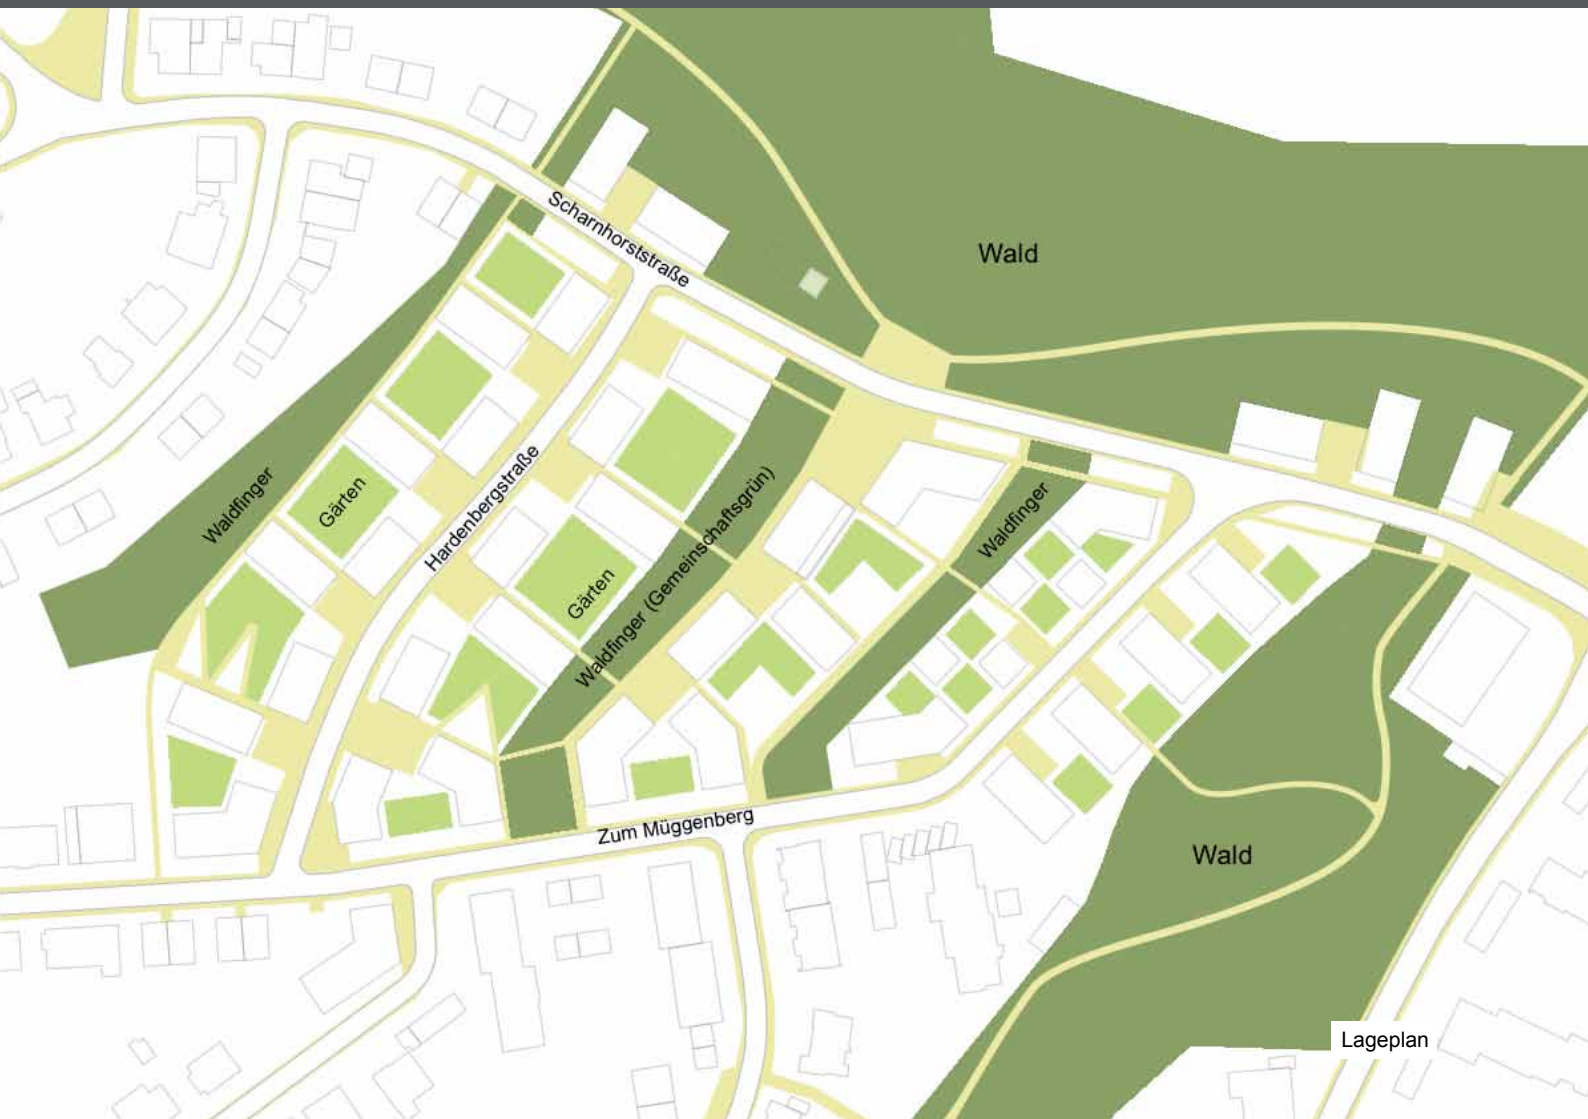 Scharnhorststraße
Wald
Waldfinger
Gärten
Hardenbergstraße
Waldfinger (Gemeinschaftsgrün)
Waldfinger
Gärten
Zum Müggenberg
Wald
Lageplan